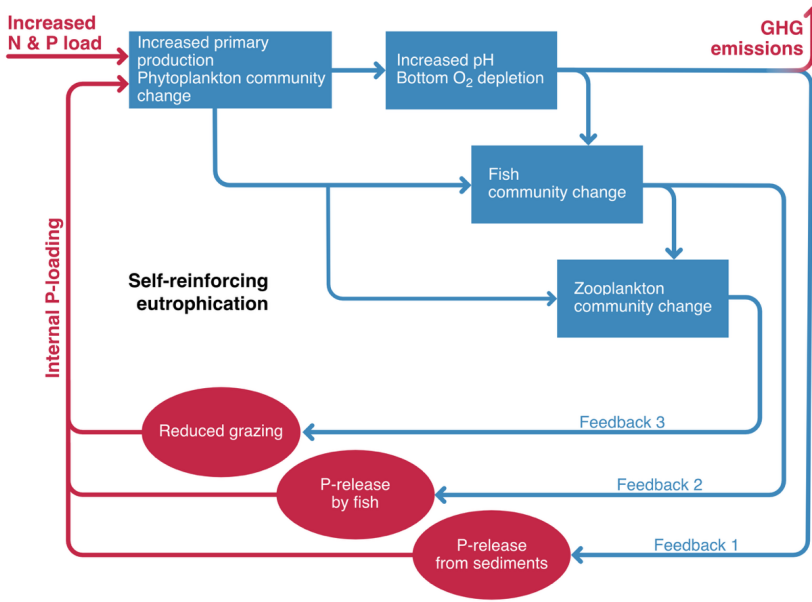 Increased
N & P load
Increased primary
production
Phytoplankton community
change
Increased pH
Bottom O₂ depletion
GHG
emissions
Fish
community change
Zooplankton
community change
Self-reinforcing
eutrophication
Internal P-loading
Reduced grazing
Feedback 3
P-release
by fish
Feedback 2
P-release
from sediments
Feedback 1